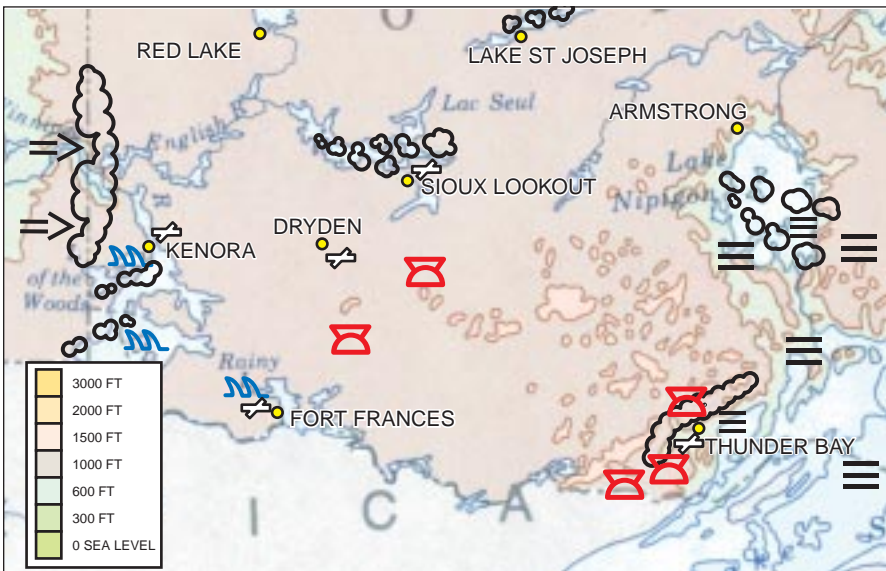 O
RED LAKE
LAKE ST JOSEPH
Lac Seul
ARMSTRONG
English R.
Lake
Nipigon
SIOUX LOOKOUT
DRYDEN
KENORA
of the
Woods
Rainy
FORT FRANCES
THUNDER BAY
I C A
3000 FT
2000 FT
1500 FT
1000 FT
600 FT
300 FT
0 SEA LEVEL